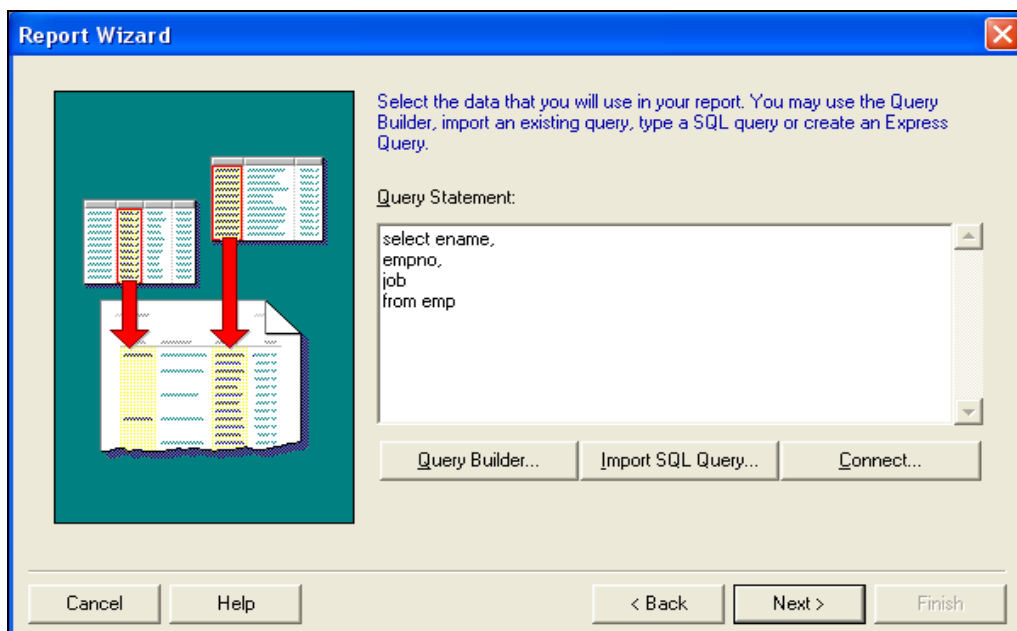 Report Wizard
Select the data that you will use in your report. You may use the Query
Builder, import an existing query, type a SQL query or create an Express
Query.
Query Statement:
select ename,
empno,
job
from emp
Query Builder... Import SQL Query... Connect...
Cancel Help < Back Next > Finish